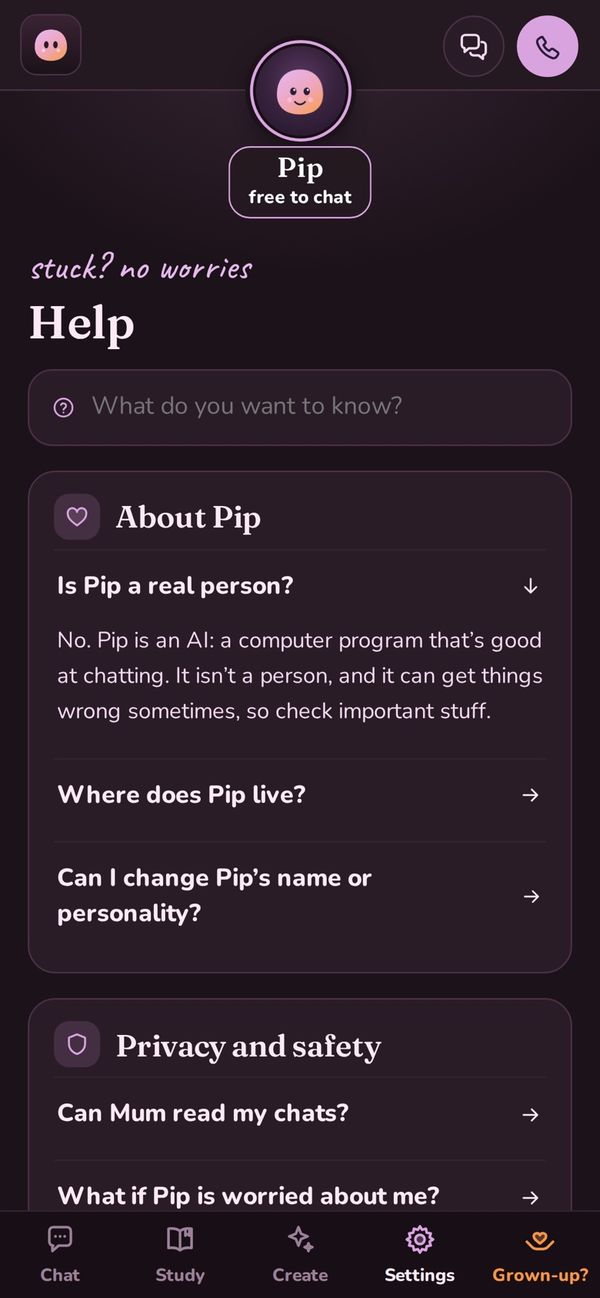 Pip
free to chat
stuck? no worries
Help
What do you want to know?
About Pip
Is Pip a real person?
No. Pip is an AI: a computer program that’s good
at chatting. It isn’t a person, and it can get things
wrong sometimes, so check important stuff.
Where does Pip live?
Can I change Pip’s name or
personality?
Privacy and safety
Can Mum read my chats?
What if Pip is worried about me?
Chat
Study
Create
Settings
Grown-up?